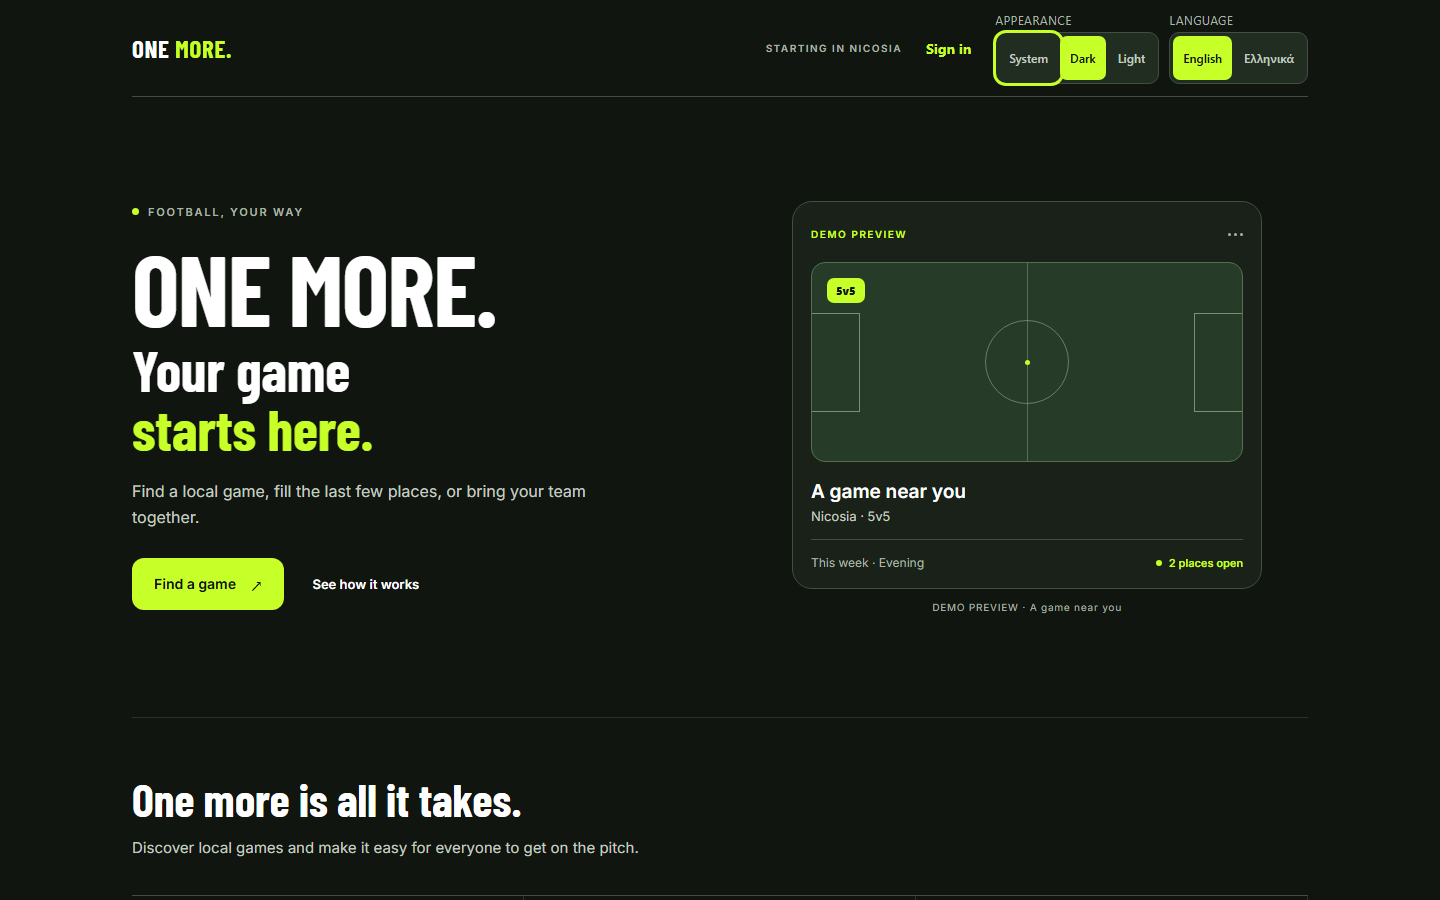 ONE MORE.
STARTING IN NICOSIA
Sign in
APPEARANCE
System
Dark
Light
LANGUAGE
English
Ελληνικά
FOOTBALL, YOUR WAY
ONE MORE.
Your game
starts here.
Find a local game, fill the last few places, or bring your team
together.
Find a game ↗
See how it works
DEMO PREVIEW
5v5
A game near you
Nicosia · 5v5
This week · Evening
2 places open
DEMO PREVIEW · A game near you
One more is all it takes.
Discover local games and make it easy for everyone to get on the pitch.